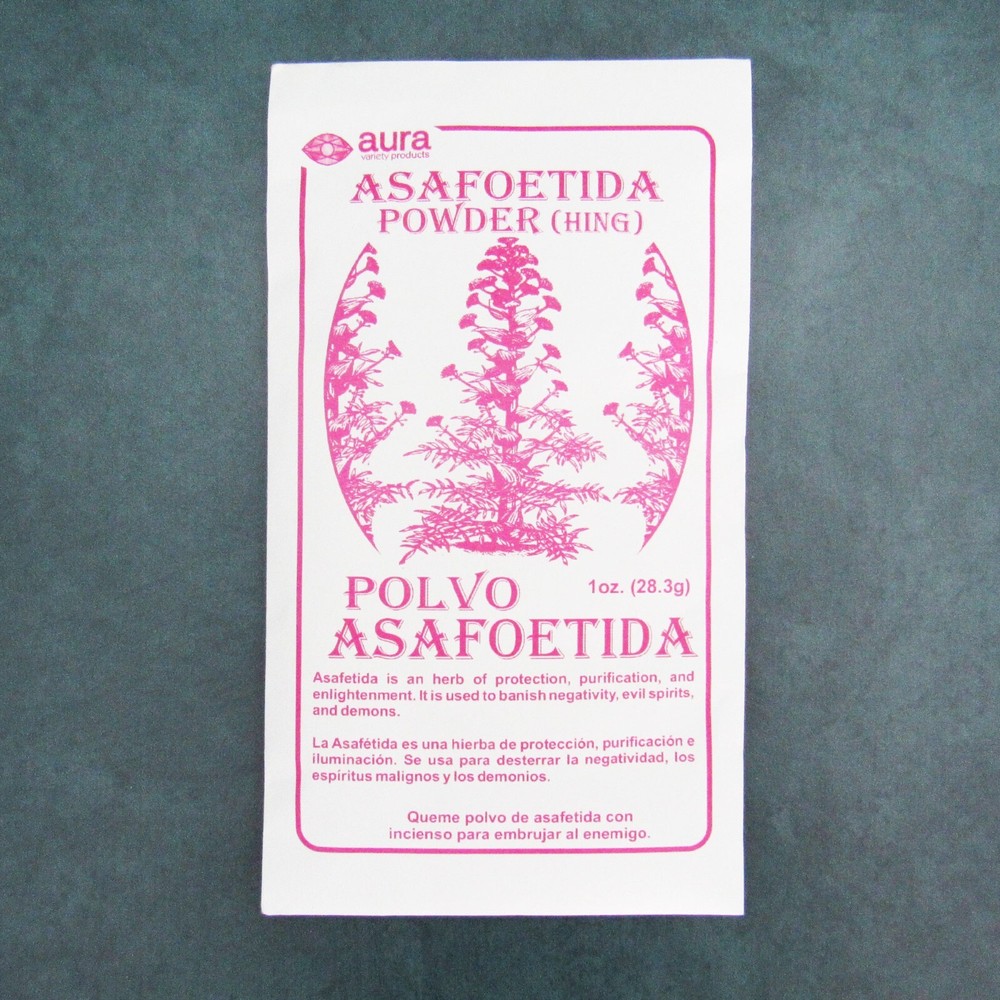 aura
variety products
ASAFOETIDA
POWDER (HING)
POLVO
1oz. (28.3g)
ASAFOETIDA
Asafetida is an herb of protection, purification, and
enlightenment. It is used to banish negativity, evil spirits,
and demons.
La Asafétida es una hierba de protección, purificación e
iluminación. Se usa para desterrar la negatividad, los
espiritus malignos y los demonios.
Queme polvo de asafetida con
incienso para embrujar al enemigo.